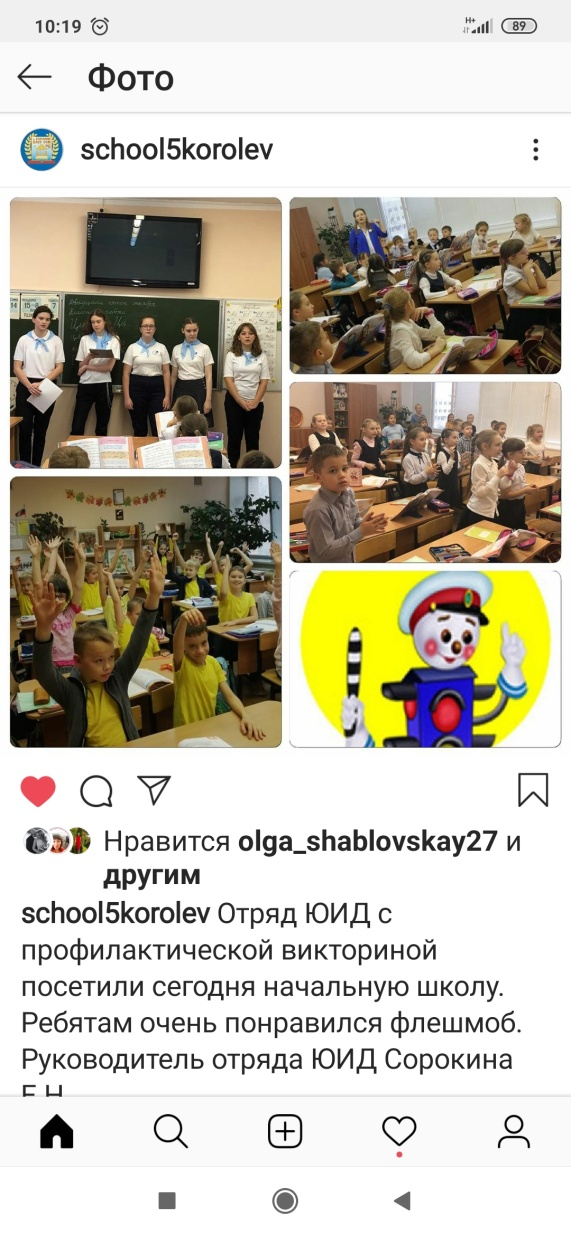 10:19
H+
89
Фото
school5korolev
Нравится olga_shablovskay27 и
другим
school5korolev Отряд ЮИД с
профилактической викториной
посетили сегодня начальную школу.
Ребятам очень понравился флешмоб.
Руководитель отряда ЮИД Сорокина
Е.Н.